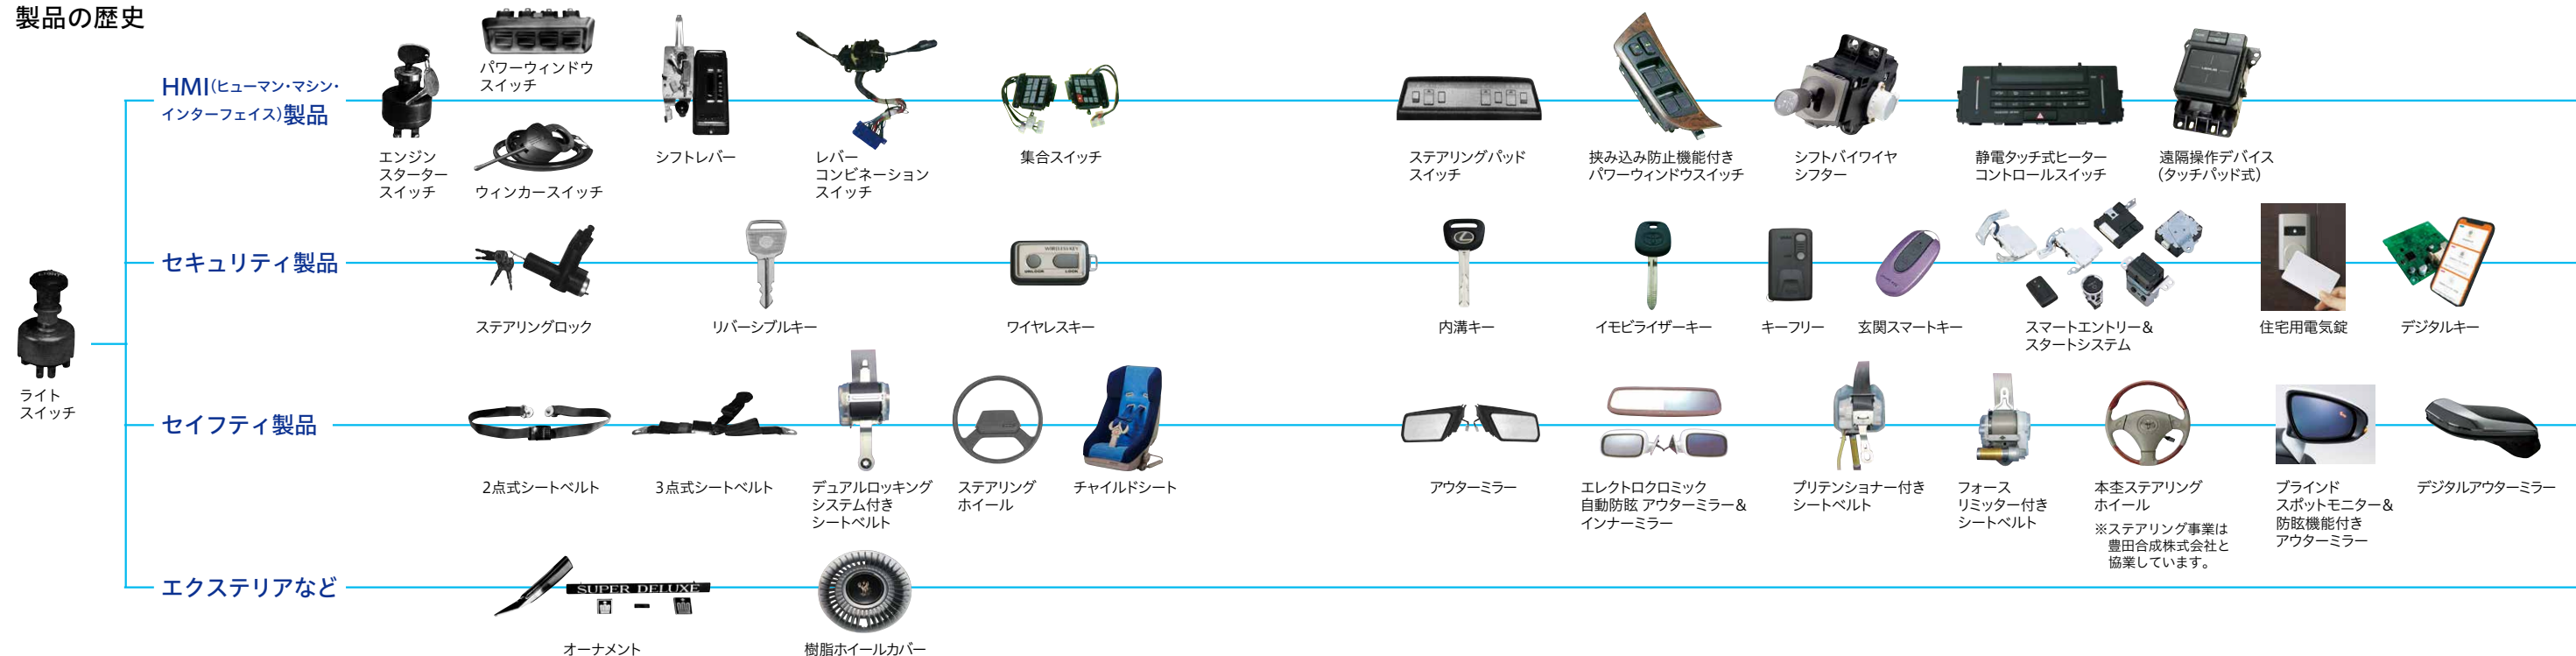 製品の歴史
HMI(ヒューマン・マシン・
インターフェイス)製品
エンジン
スターター
スイッチ
パワーウィンドウ
スイッチ
ウィンカースイッチ
シフトレバー
レバー
コンビネーション
スイッチ
集合スイッチ
ステアリングパッド
スイッチ
挟み込み防止機能付き
パワーウィンドウスイッチ
シフトバイワイヤ
シフター
静電タッチ式ヒーター
コントロールスイッチ
遠隔操作デバイス
(タッチパッド式)
セキュリティ製品
ステアリングロック
リバーシブルキー
WIRELESS KEY
UNLOCK LOCK
ワイヤレスキー
内溝キー
イモビライザーキー
キーフリー
玄関スマートキー
スマートエントリー&
スタートシステム
住宅用電気錠
デジタルキー
ライト
スイッチ
セイフティ製品
2点式シートベルト
3点式シートベルト
デュアルロッキング
システム付き
シートベルト
ステアリング
ホイール
チャイルドシート
アウターミラー
エレクトロクロミック
自動防眩 アウターミラー&
インナーミラー
プリテンショナー付き
シートベルト
フォース
リミッター付き
シートベルト
本杢ステアリング
ホイール
※ステアリング事業は
豊田合成株式会社と
協業しています。
ブラインド
スポットモニター&
防眩機能付き
アウターミラー
デジタルアウターミラー
エクステリアなど
SUPER DELUXE
オーナメント
樹脂ホイールカバー